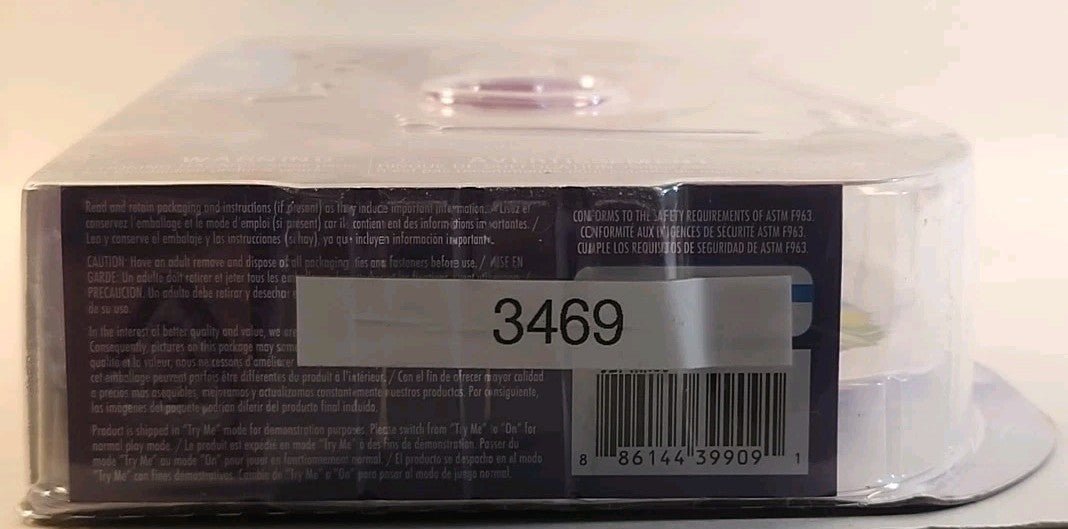 WARNING
Read and retain packaging and instructions (if present) as they include important information. / Lisez et
conservez l'emballage et le mode d'emploi (si présent) car ils contiennent des informations importantes. /
Lea y conserve el embalaje y las instrucciones (si hay), ya que incluyen información importante.
CAUTION: Have an adult remove and dispose of all packaging ties and fasteners before use. / MISE EN
GARDE: Un adulte doit retirer et jeter tous les
PRECAUCIÓN. Un adulto debe retirar y desechar
de su uso.
In the interest of better quality and value, we are
Consequently, pictures on this package may
qualité et la valeur, nous ne cessons d'améliorer
cet emballage peuvent parfois être différentes du produit à l'intérieur. / Con el fin de ofrecer mayor calidad
a precios mas asequibles, mejoramos y actualizamos constantemente nuestros productos. Por consiguiente,
las imágenes del paquete podrían diferir del producto final incluido.
Product is shipped in "Try Me" mode for demonstration purposes. Please switch from "Try Me" to "On" for
normal play mode. / Le produit est expédié en mode "Try Me" à des fins de démonstration. Passer du
mode "Try Me" au mode "On" pour jouer en fonctionnement normal. / El producto se despacha en el modo
"Try Me" con fines demostrativos. Cambie de "Try Me" a "On" para pasar al modo de juego normal.
CONFORMS TO THE SAFETY REQUIREMENTS OF ASTM F963.
CONFORMITÉ AUX EXIGENCES DE SÉCURITÉ ASTM F963.
CUMPLE LOS REQUISITOS DE SEGURIDAD DE ASTM F963.
3469
8 86144 39909 1